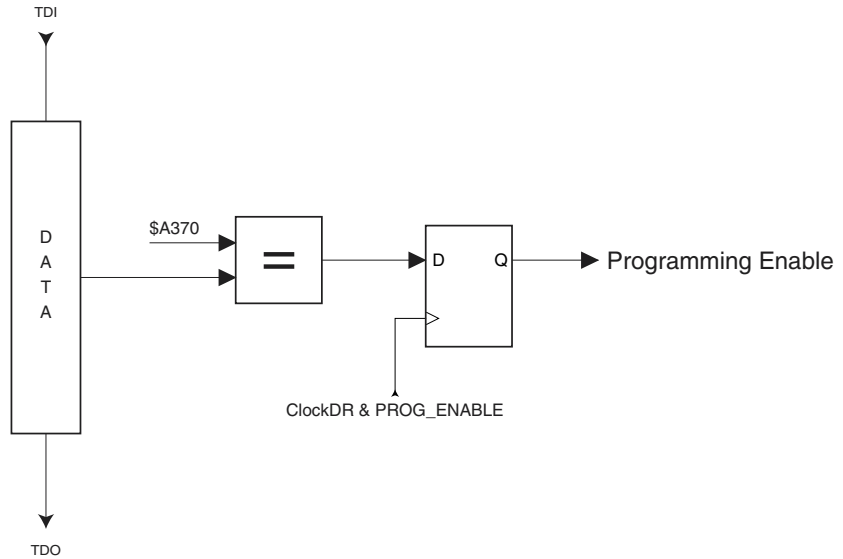 TDI
D
A
T
A
$A370
=
D
Q
Programming Enable
ClockDR & PROG_ENABLE
TDO